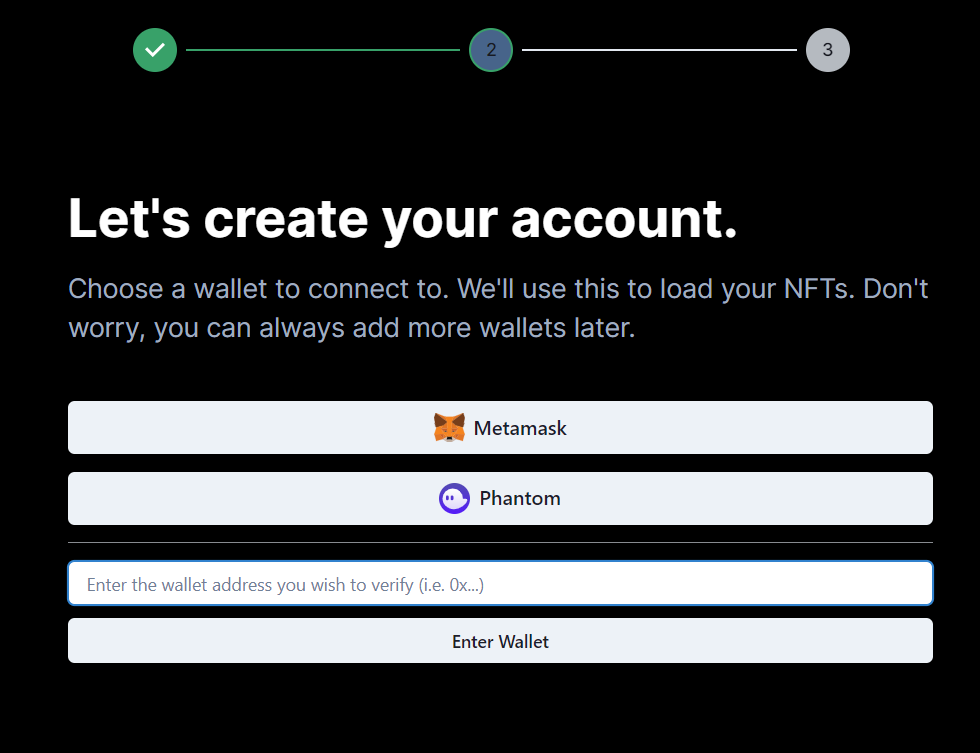 2
3
Let's create your account.
Choose a wallet to connect to. We'll use this to load your NFTs. Don't
worry, you can always add more wallets later.
Metamask
Phantom
Enter the wallet address you wish to verify (i.e. 0x...)
Enter Wallet